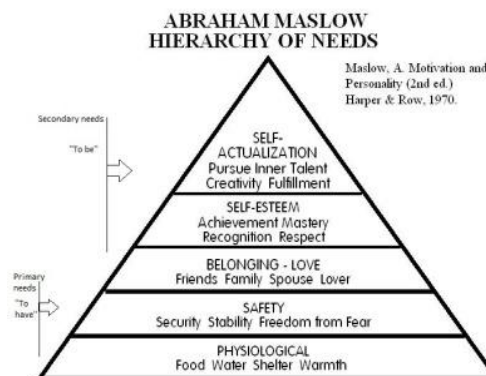 ABRAHAM MASLOW
HIERARCHY OF NEEDS
Maslow, A. Motivation and
Personality (2nd ed.)
Harper & Row, 1970.
Secondary needs
"To be"
SELF-
ACTUALIZATION
Pursue Inner Talent
Creativity Fulfillment
SELF-ESTEEM
Achievement Mastery
Recognition Respect
BELONGING - LOVE
Friends Family Spouse Lover
Primary
needs
"To
have"
SAFETY
Security Stability Freedom from Fear
PHYSIOLOGICAL
Food Water Shelter Warmth